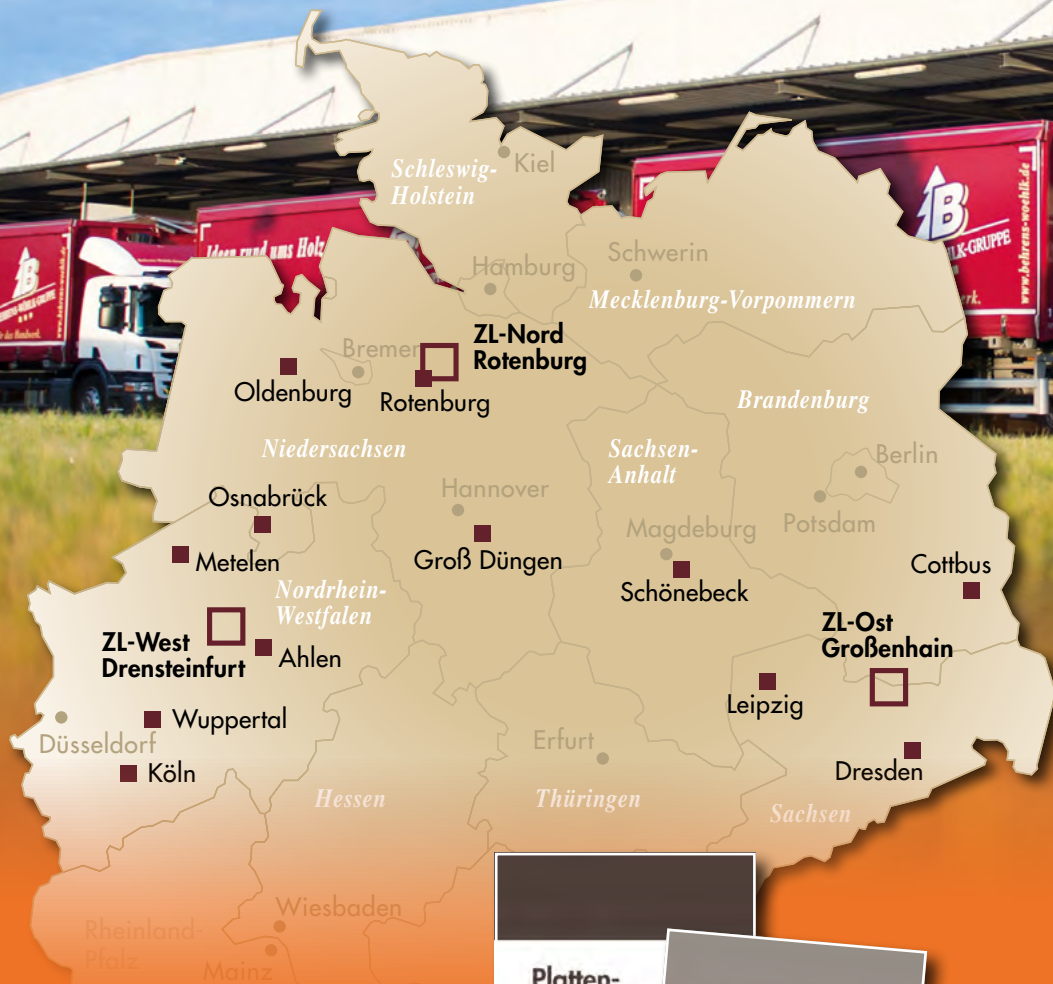 Kiel
Schleswig-
Holstein
Ideen rund ums Holz
B
B
LK-GRUPPE
www.behrens-woehlk.de
Schwerin
Hamburg
Mecklenburg-Vorpommern
ZL-Nord
Rotenburg
Bremen
Oldenburg
Rotenburg
Brandenburg
Niedersachsen
Sachsen-
Anhalt
Berlin
Osnabrück
Hannover
Potsdam
Magdeburg
Metelen
Groß Düngen
Cottbus
Schönebeck
Nordrhein-
Westfalen
ZL-West
Drensteinfurt
Ahlen
ZL-Ost
Großenhain
Leipzig
Wuppertal
Düsseldorf
Erfurt
Köln
Dresden
Hessen
Thüringen
Sachsen
Wiesbaden
Rheinland-
Pfalz
Mainz
Platten-